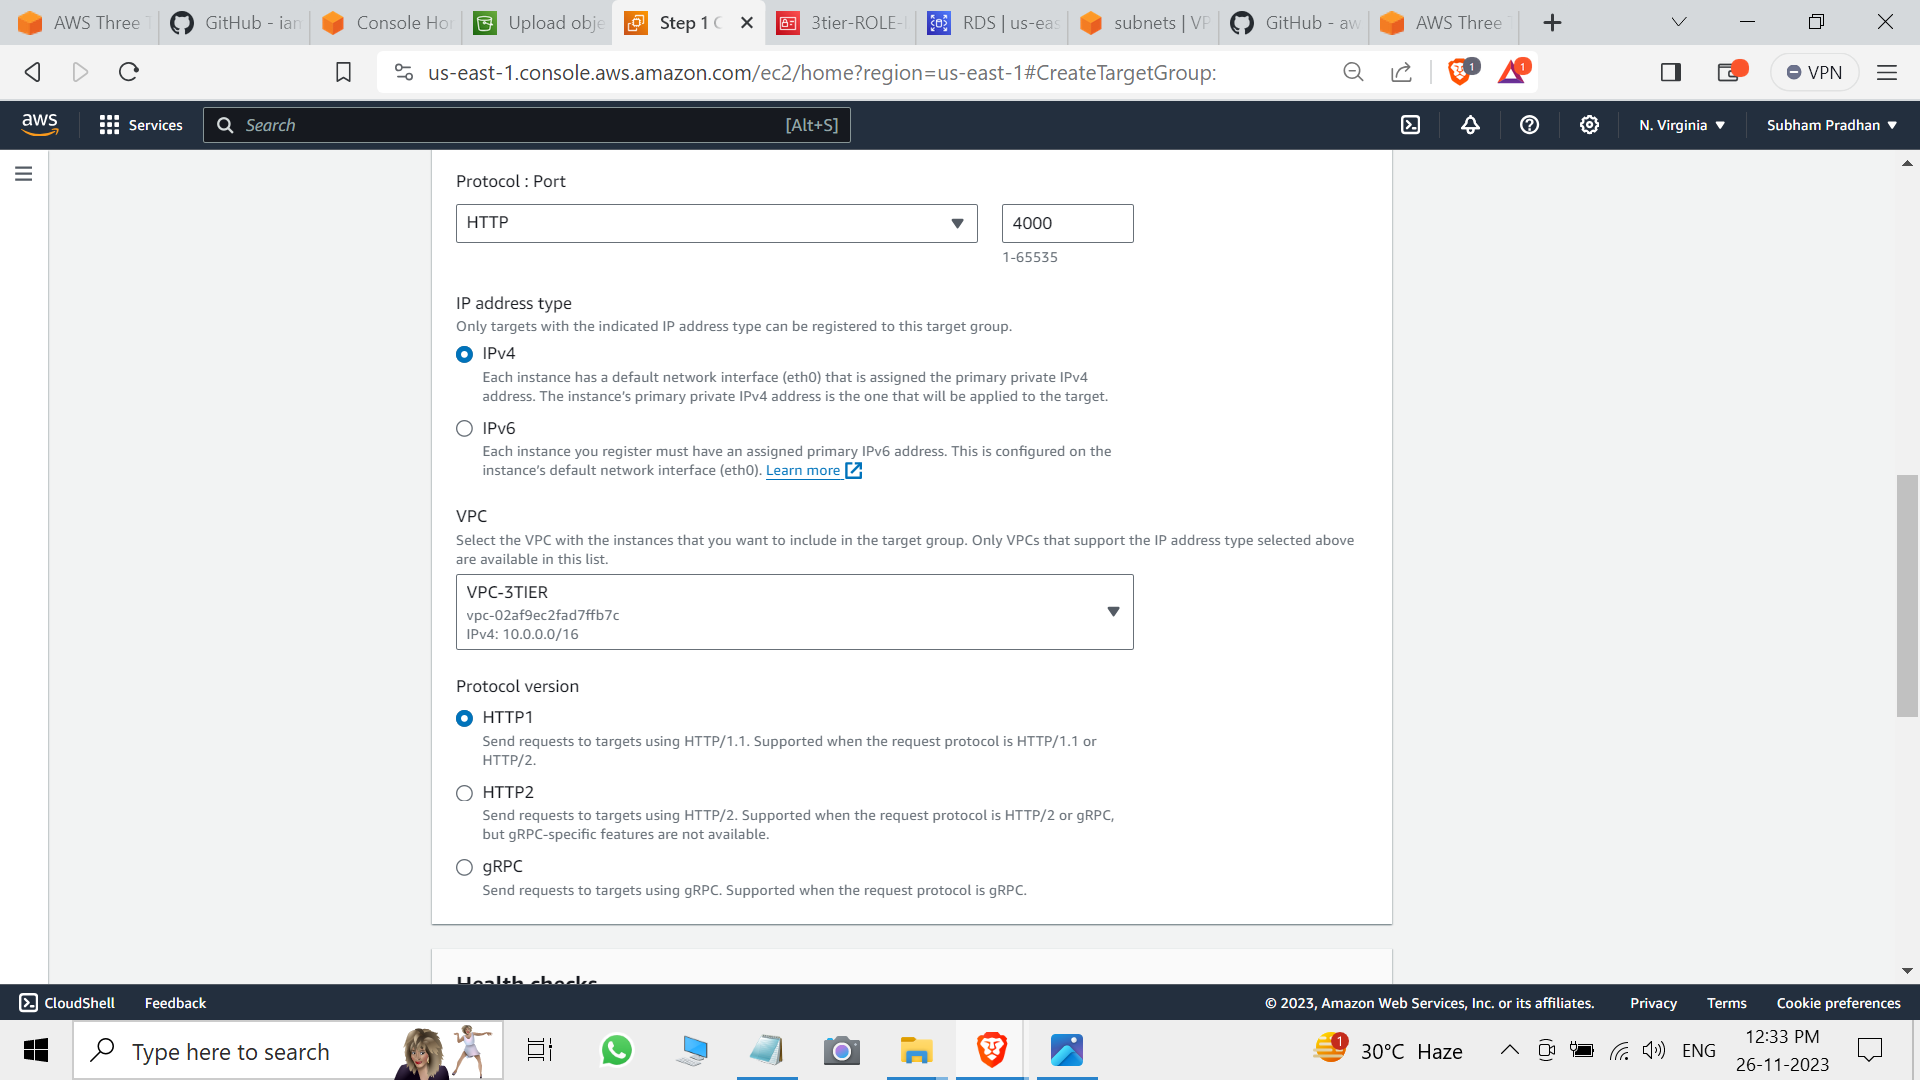 AWS Three T
GitHub - iam
Console Hom
Upload obje
Step 1 C
3tier-ROLE-
RDS | us-eas
subnets | VP
GitHub - aw
AWS Three T
us-east-1.console.aws.amazon.com/ec2/home?region=us-east-1#CreateTargetGroup:
1
1
VPN
aws
Services
Search
[Alt+S]
N. Virginia
Subham Pradhan
Protocol : Port
HTTP
4000
1-65535
IP address type
Only targets with the indicated IP address type can be registered to this target group.
IPv4
Each instance has a default network interface (eth0) that is assigned the primary private IPv4
address. The instance's primary private IPv4 address is the one that will be applied to the target.
IPv6
Each instance you register must have an assigned primary IPv6 address. This is configured on the
instance's default network interface (eth0). Learn more
VPC
Select the VPC with the instances that you want to include in the target group. Only VPCs that support the IP address type selected above
are available in this list.
VPC-3TIER
vpc-02af9ec2fad7ffb7c
IPv4: 10.0.0.0/16
Protocol version
HTTP1
Send requests to targets using HTTP/1.1. Supported when the request protocol is HTTP/1.1 or
HTTP/2.
HTTP2
Send requests to targets using HTTP/2. Supported when the request protocol is HTTP/2 or gRPC,
but gRPC-specific features are not available.
gRPC
Send requests to targets using gRPC. Supported when the request protocol is gRPC.
Health checks
CloudShell
Feedback
© 2023, Amazon Web Services, Inc. or its affiliates.
Privacy
Terms
Cookie preferences
Type here to search
1
30°C Haze
ENG
12:33 PM
26-11-2023